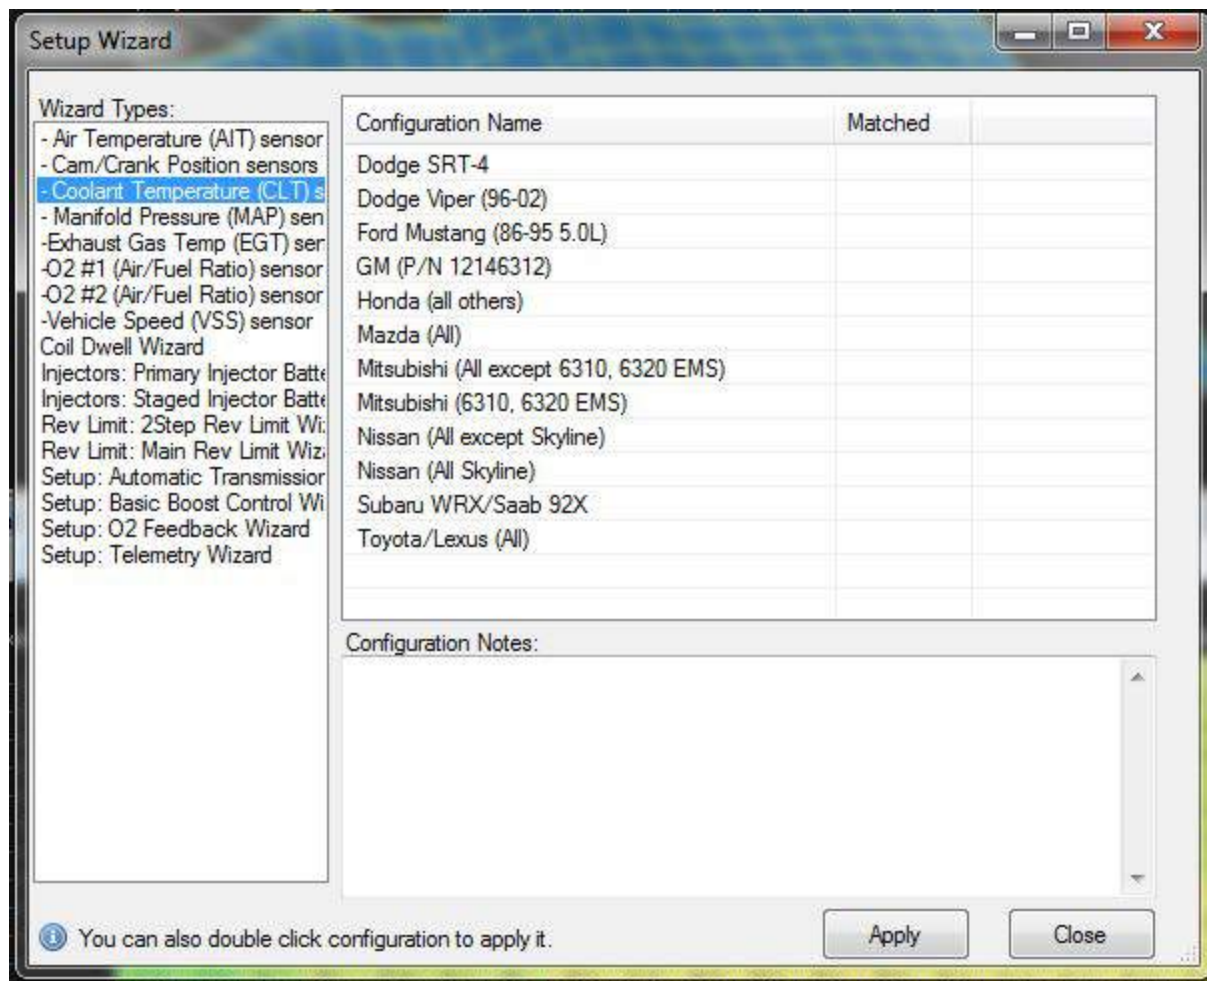 Setup Wizard
Wizard Types:
- Air Temperature (AIT) sensor
- Cam/Crank Position sensors
- Coolant Temperature (CLT) s
- Manifold Pressure (MAP) sen
-Exhaust Gas Temp (EGT) sen
-O2 #1 (Air/Fuel Ratio) sensor
-O2 #2 (Air/Fuel Ratio) sensor
-Vehicle Speed (VSS) sensor
Coil Dwell Wizard
Injectors: Primary Injector Batte
Injectors: Staged Injector Batte
Rev Limit: 2Step Rev Limit Wi
Rev Limit: Main Rev Limit Wiz
Setup: Automatic Transmission
Setup: Basic Boost Control Wi
Setup: O2 Feedback Wizard
Setup: Telemetry Wizard
Configuration Name Matched
Dodge SRT-4
Dodge Viper (96-02)
Ford Mustang (86-95 5.0L)
GM (P/N 12146312)
Honda (all others)
Mazda (All)
Mitsubishi (All except 6310, 6320 EMS)
Mitsubishi (6310, 6320 EMS)
Nissan (All except Skyline)
Nissan (All Skyline)
Subaru WRX/Saab 92X
Toyota/Lexus (All)
Configuration Notes:
You can also double click configuration to apply it.
Apply
Close